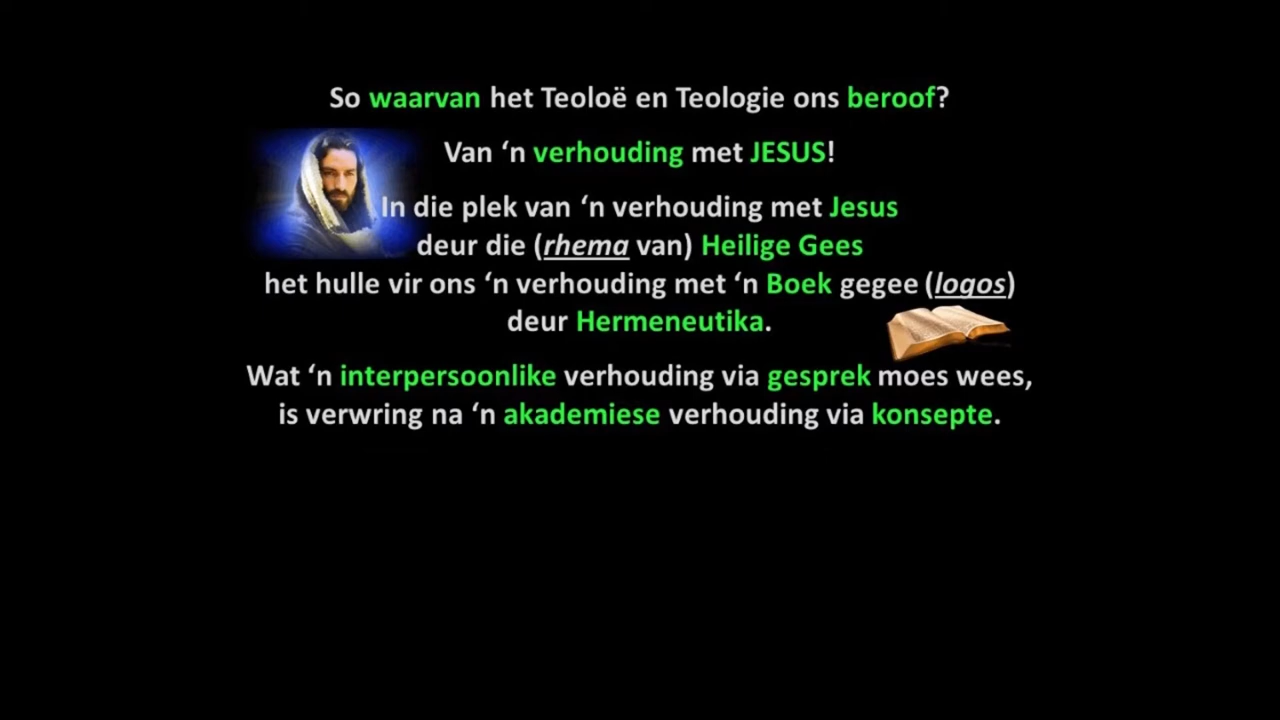 So waarvan het Teoloë en Teologie ons beroof?
Van ‘n verhouding met JESUS!
In die plek van ‘n verhouding met Jesus
deur die (rhema van) Heilige Gees
het hulle vir ons ‘n verhouding met ‘n Boek gegee (logos)
deur Hermeneutika.
Wat ‘n interpersoonlike verhouding via gesprek moes wees,
is verwring na ‘n akademiese verhouding via konsepte.